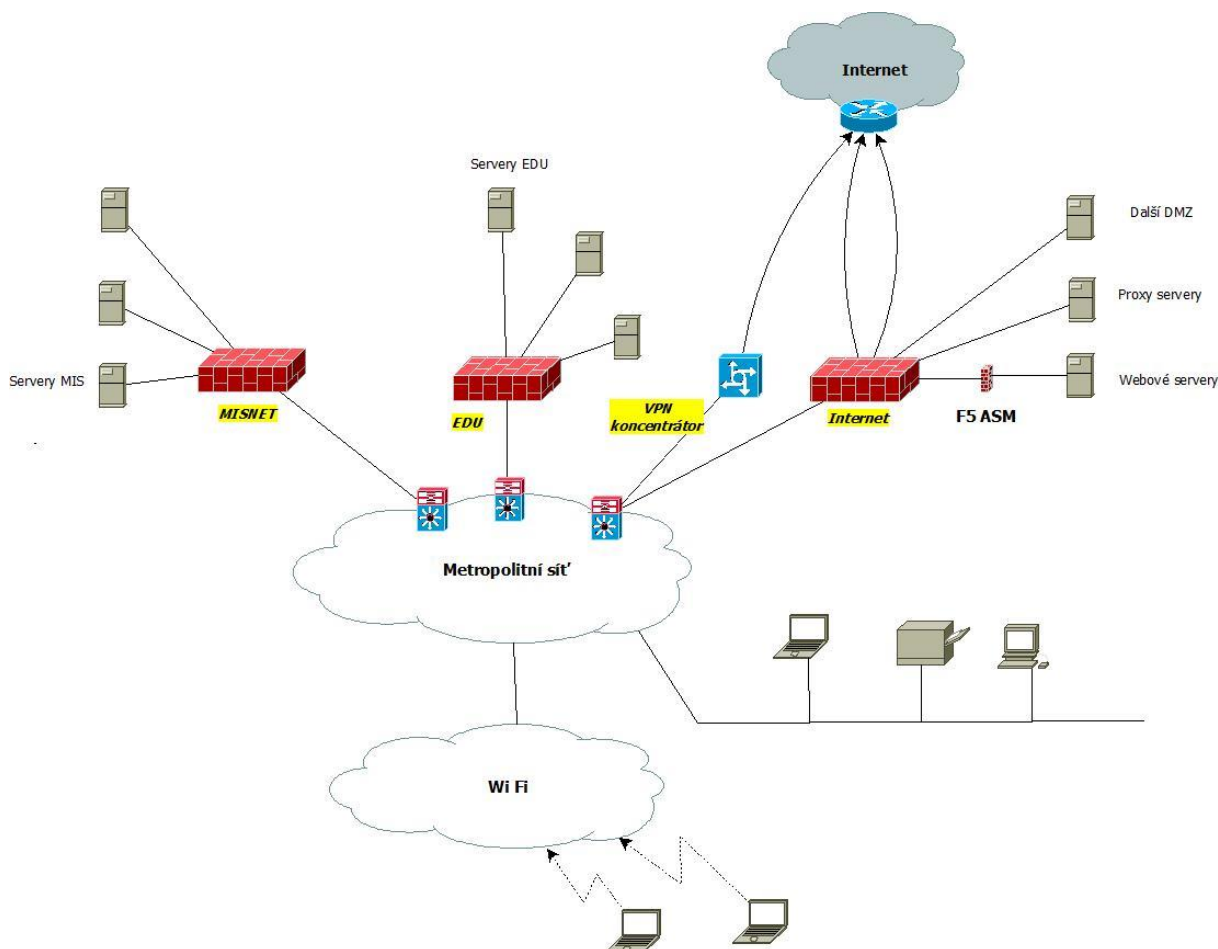 Internet
Servery EDU
Další DMZ
Proxy servery
Servery MIS
Webové servery
MISNET
EDU
VPN
koncentrátor
Internet
F5 ASM
Metropolitní síť
Wi Fi